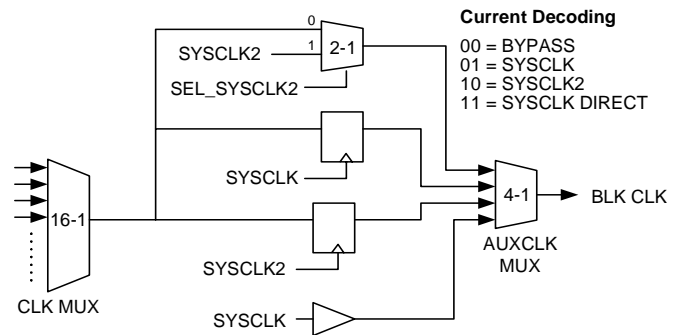 Current Decoding
00 = BYPASS
01 = SYSCLK
10 = SYSCLK2
11 = SYSCLK DIRECT
0
SYSCLK2
1
2-1
SEL_SYSCLK2
SYSCLK
16-1
4-1
BLK CLK
AUXCLK
MUX
SYSCLK2
CLK MUX
SYSCLK